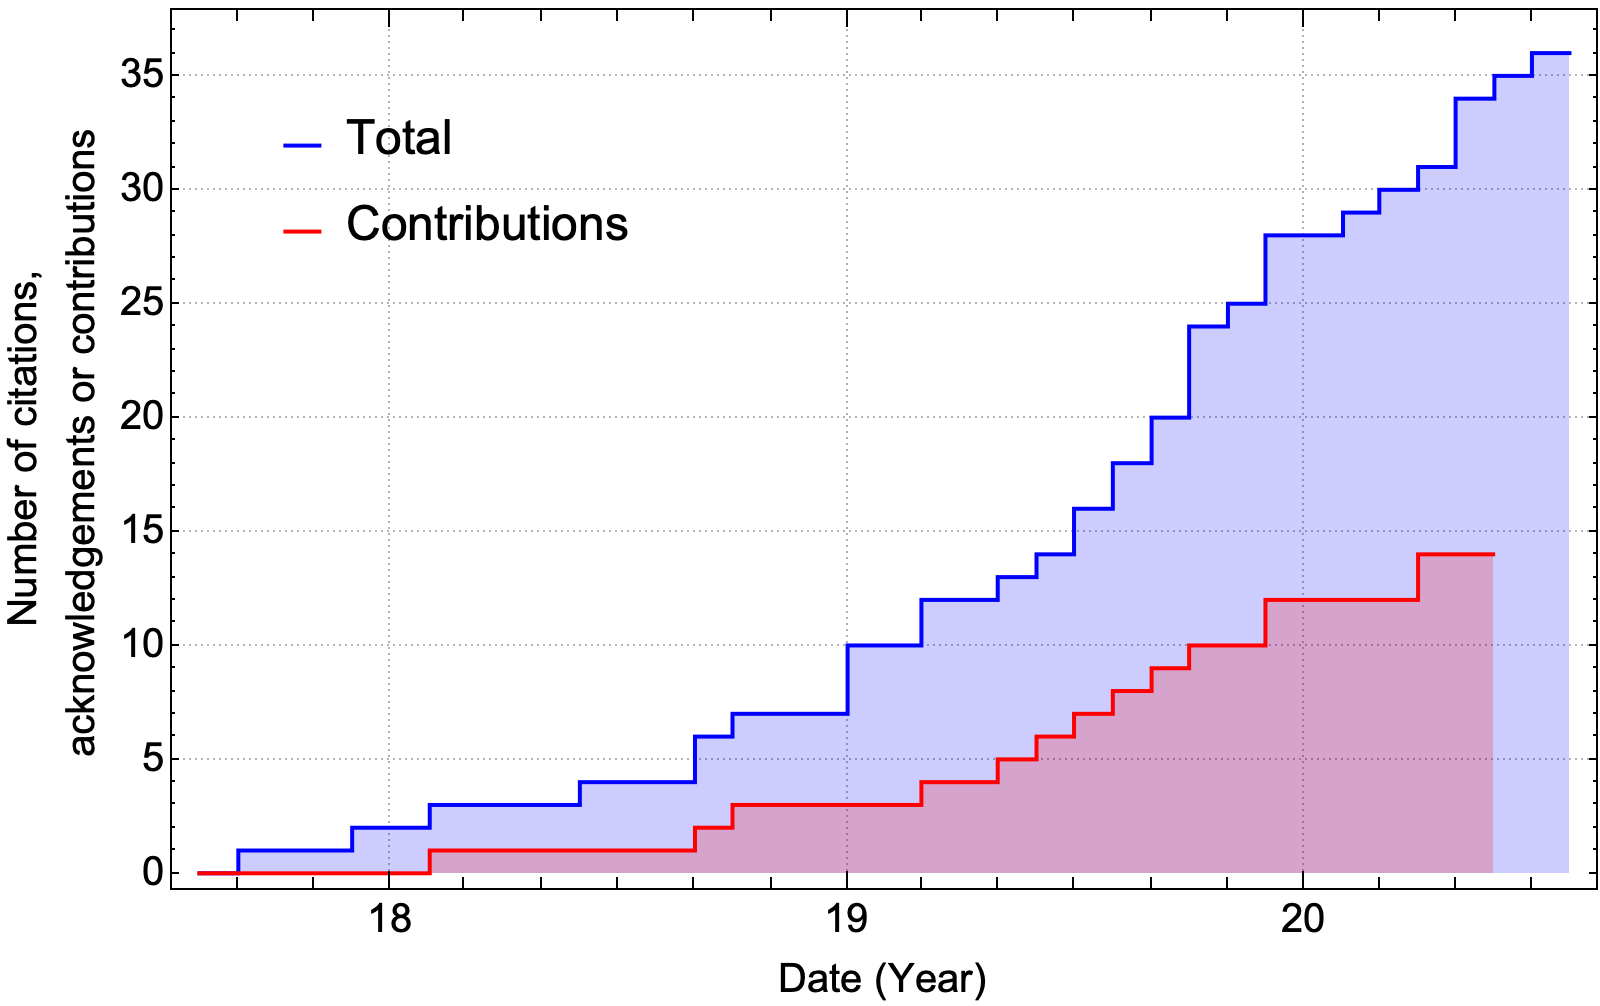 35
30
25
20
15
10
5
0
Number of citations,
acknowledgements or contributions
Total
Contributions
18
19
20
Date (Year)